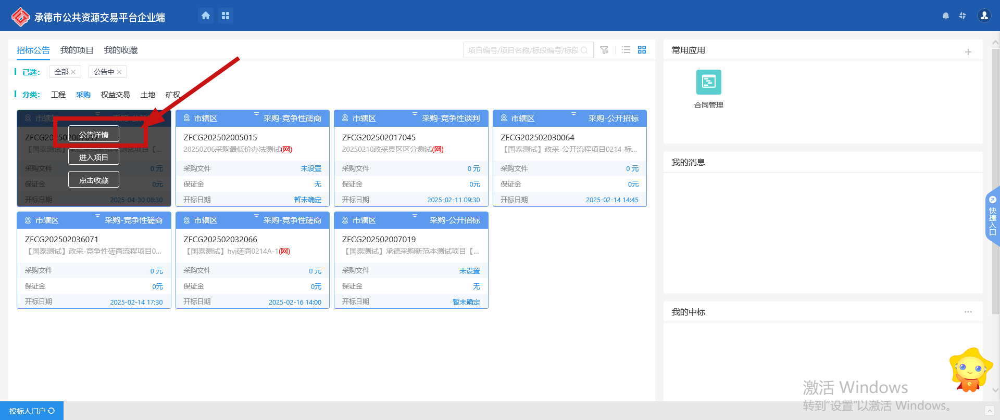 承德市公共资源交易平台企业端
招标公告 我的项目 我的收藏
项目编号/项目名称/标段编号/标段
已选： 全部 公告中
分类： 工程 采购 权益交易 土地 矿权
市辖区 采购-公开招标
ZFCG202502007017
【国泰测试】承德采购新范本测试项目【...
采购文件 0 元
保证金 0元
开标日期 2025-04-30 08:30
公告详情
进入项目
点击收藏
市辖区 采购-竞争性磋商
ZFCG202502005015
20250206采购最低价办法测试(网)
采购文件 未设置
保证金 无
开标日期 暂未确定
市辖区 采购-竞争性谈判
ZFCG202502017045
20250210政采县区区分测试(网)
采购文件 0 元
保证金 0元
开标日期 2025-02-11 09:30
市辖区 采购-公开招标
ZFCG202502030064
【国泰测试】政采-公开流程项目0214-标...
采购文件 0 元
保证金 0元
开标日期 2025-02-14 14:45
市辖区 采购-竞争性磋商
ZFCG202502036071
【国泰测试】政采-竞争性磋商流程项目0...
采购文件 0 元
保证金 0元
开标日期 2025-02-14 17:30
市辖区 采购-竞争性磋商
ZFCG202502032066
【国泰测试】hyj磋商0214A-1(网)
采购文件 0 元
保证金 0元
开标日期 2025-02-16 14:00
市辖区 采购-公开招标
ZFCG202502007019
【国泰测试】承德采购新范本测试项目【...
采购文件 未设置
保证金 无
开标日期 暂未确定
常用应用
合同管理
我的消息
快捷入口
我的中标
激活 Windows
转到"设置"以激活 Windows。
投标人门户